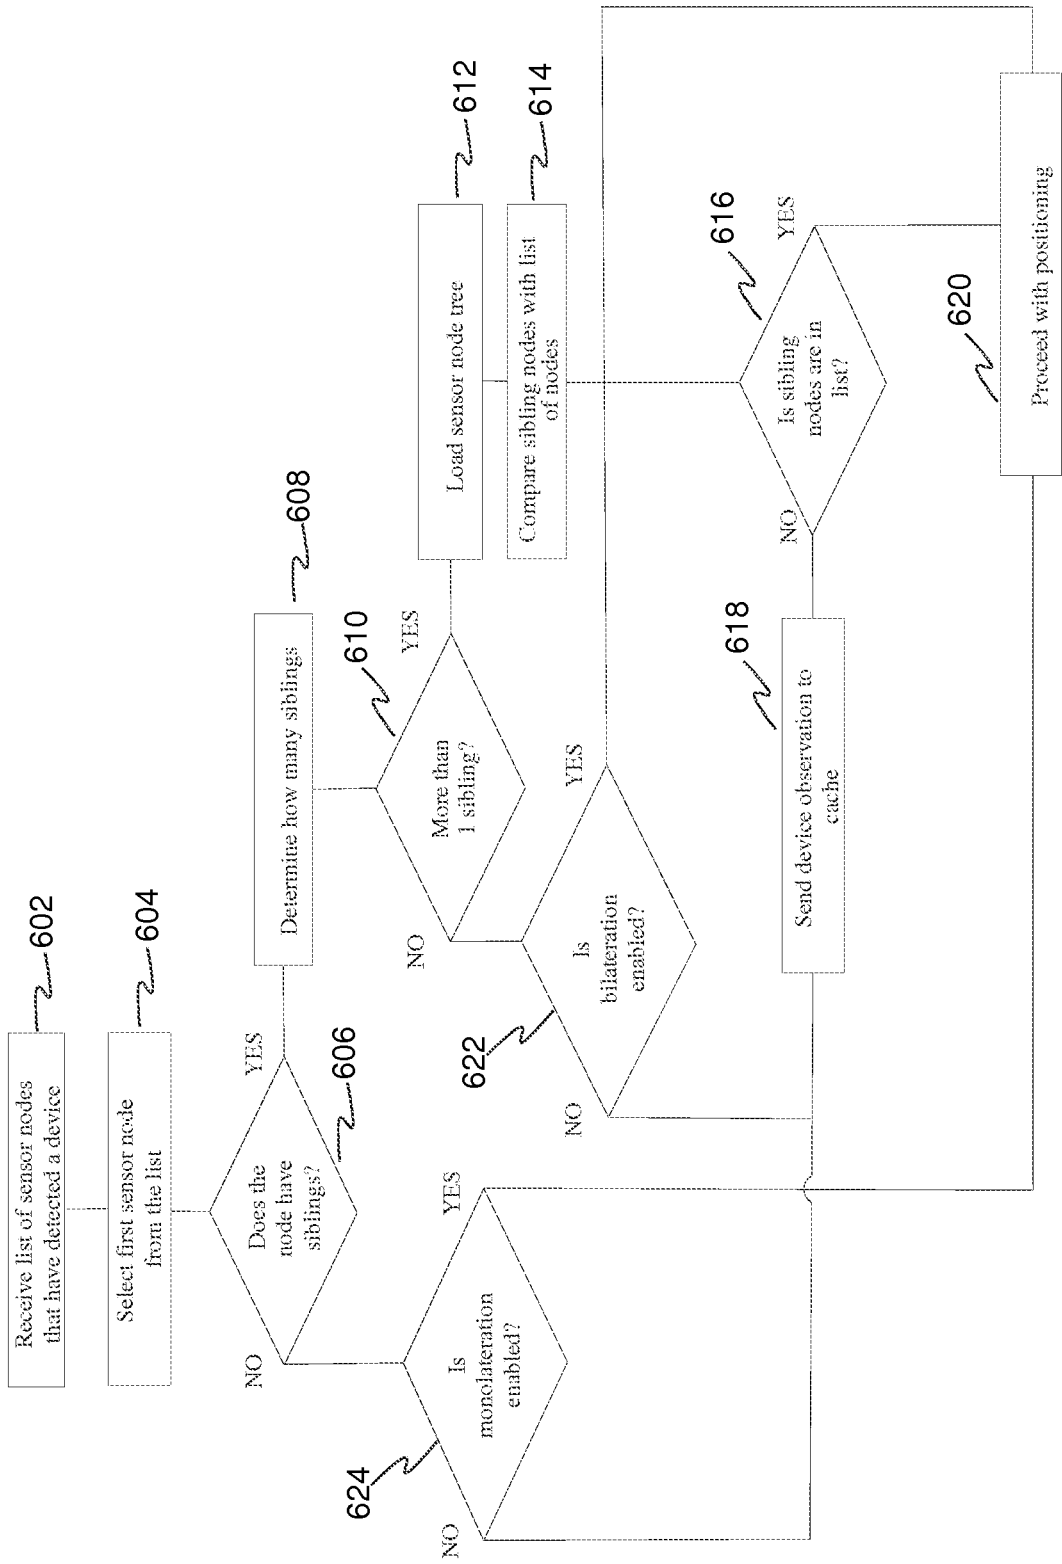 Receive list of sensor nodes
that have detected a device
602
Select first sensor node
from the list
604
Does the
node have
siblings?
606
YES
NO
Determine how many siblings
608
More than
1 sibling?
610
YES
NO
Load sensor node tree
612
Compare sibling nodes with list
of nodes
614
Is sibling
nodes are in
list?
616
YES
NO
Send device observation to
cache
618
Proceed with positioning
620
Is
bilateration
enabled?
622
YES
NO
Is
monolateration
enabled?
624
YES
NO